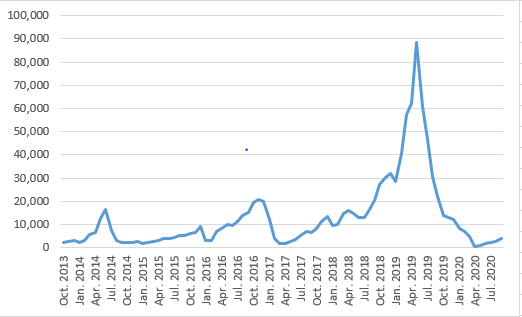 100,000
90,000
80,000
70,000
60,000
50,000
40,000
30,000
20,000
10,000
0
Oct. 2013
Jan. 2014
Apr. 2014
Jul. 2014
Oct. 2014
Jan. 2015
Apr. 2015
Jul. 2015
Oct. 2015
Jan. 2016
Apr. 2016
Jul. 2016
Oct. 2016
Jan. 2017
Apr. 2017
Jul. 2017
Oct. 2017
Jan. 2018
Apr. 2018
Jul. 2018
Oct. 2018
Jan. 2019
Apr. 2019
Jul. 2019
Oct. 2019
Jan. 2020
Apr. 2020
Jul. 2020